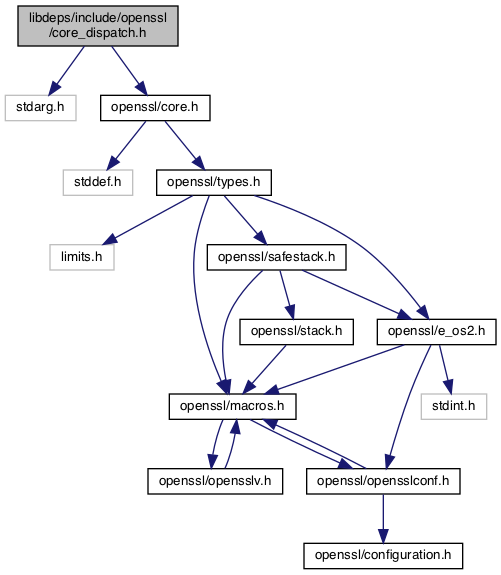 libdeps/include/openssl
/core_dispatch.h
stdarg.h
openssl/core.h
stddef.h
openssl/types.h
limits.h
openssl/safestack.h
openssl/stack.h
openssl/e_os2.h
openssl/macros.h
stdint.h
openssl/opensslv.h
openssl/opensslconf.h
openssl/configuration.h